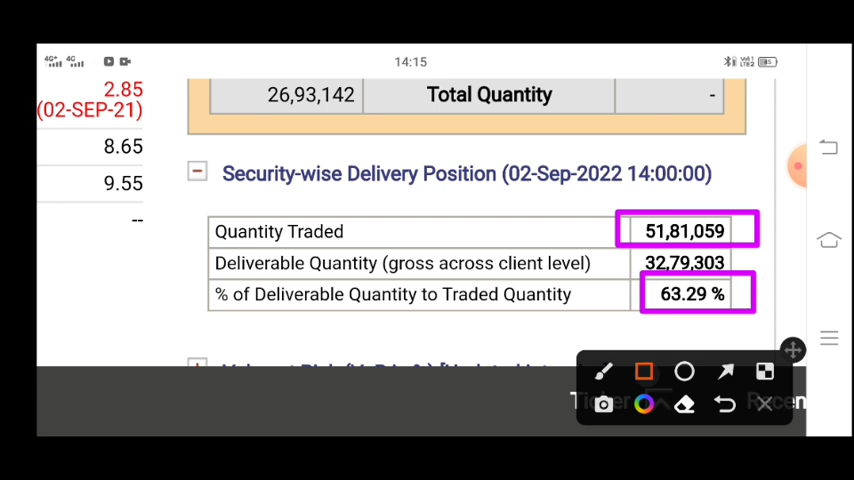 14:15
2.85
(02-SEP-21)
8.65
9.55
--
26,93,142 Total Quantity -
Security-wise Delivery Position (02-Sep-2022 14:00:00)
Quantity Traded 51,81,059
Deliverable Quantity (gross across client level) 32,79,303
% of Deliverable Quantity to Traded Quantity 63.29 %